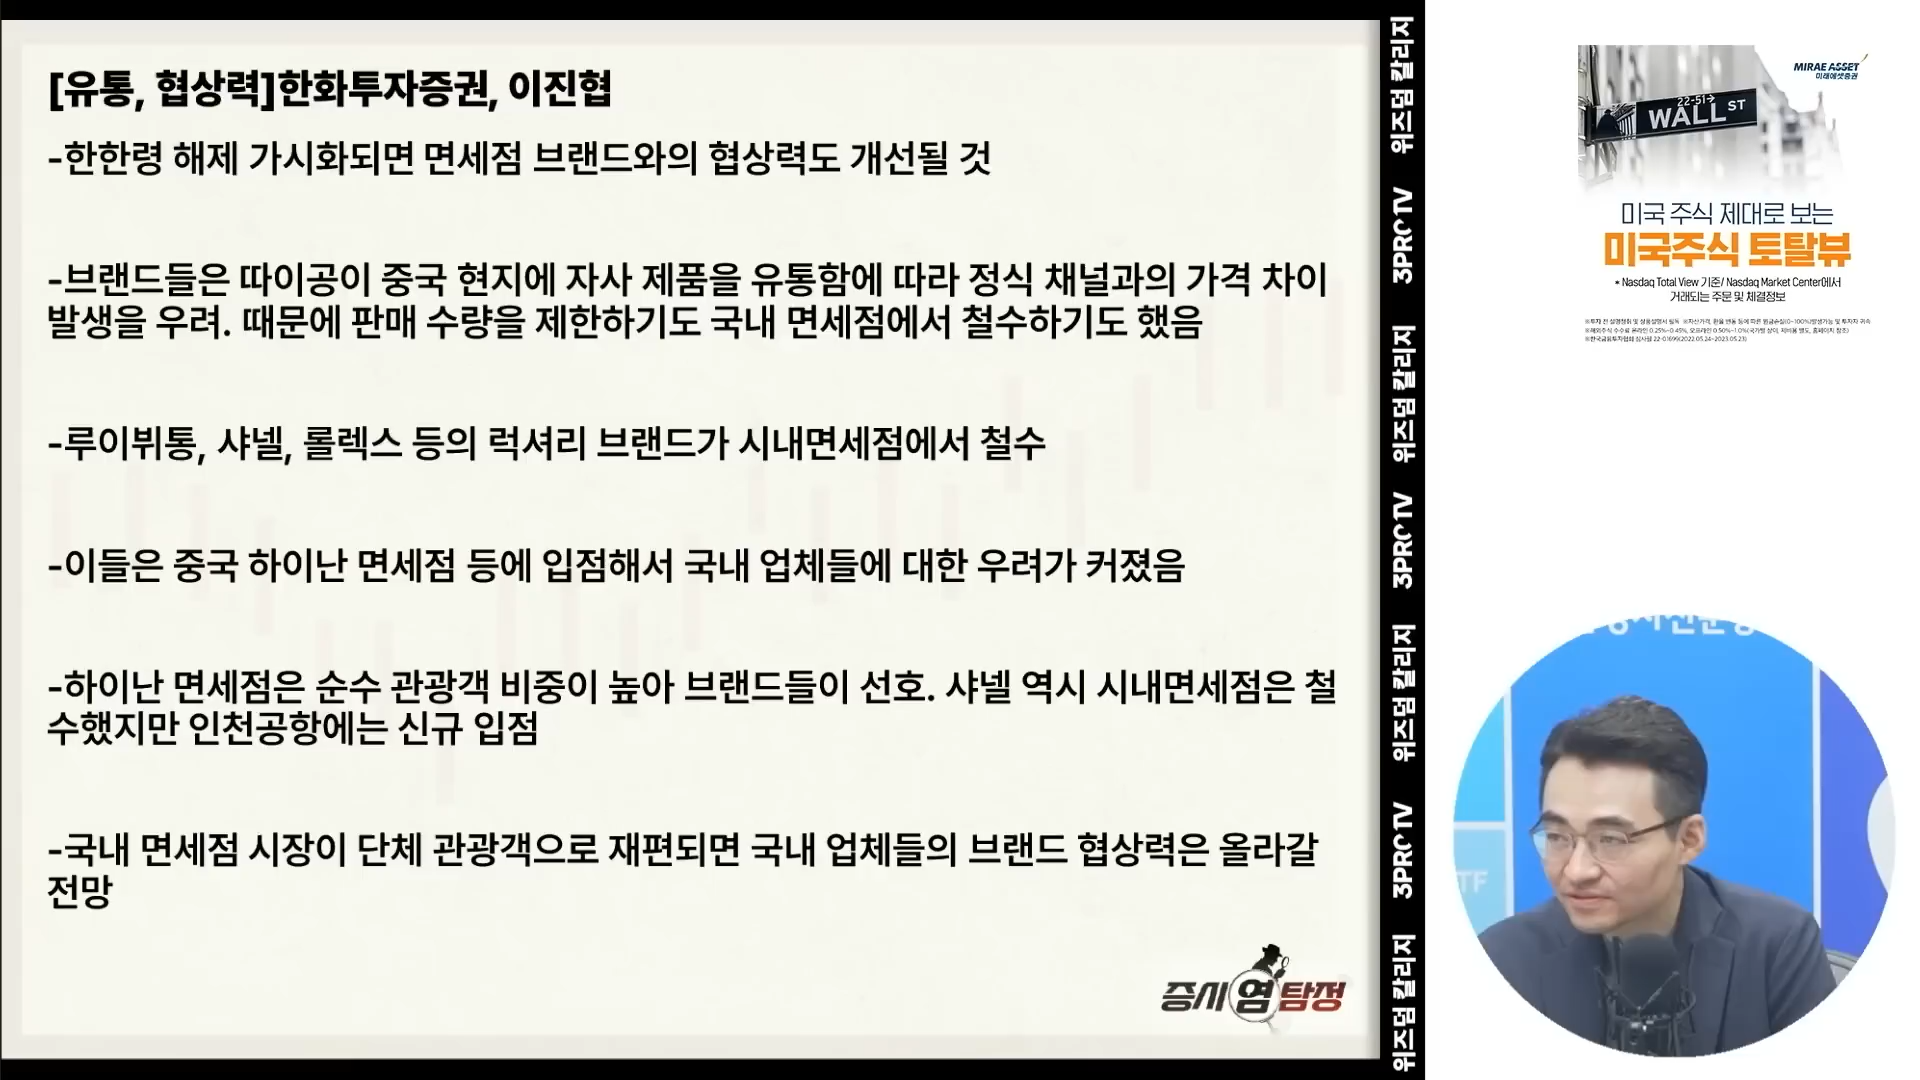 [유통, 협상력]한화투자증권, 이진협
-한한령 해제 가시화되면 면세점 브랜드와의 협상력도 개선될 것
-브랜드들은 따이공이 중국 현지에 자사 제품을 유통함에 따라 정식 채널과의 가격 차이
발생을 우려. 때문에 판매 수량을 제한하기도 국내 면세점에서 철수하기도 했음
-루이뷔통, 샤넬, 롤렉스 등의 럭셔리 브랜드가 시내면세점에서 철수
-이들은 중국 하이난 면세점 등에 입점해서 국내 업체들에 대한 우려가 커졌음
-하이난 면세점은 순수 관광객 비중이 높아 브랜드들이 선호. 샤넬 역시 시내면세점은 철
수했지만 인천공항에는 신규 입점
-국내 면세점 시장이 단체 관광객으로 재편되면 국내 업체들의 브랜드 협상력은 올라갈
전망
증시 염 탐정
위즈덤 칼리지
3PROTV
위즈덤 칼리지
3PROTV
위즈덤 칼리지
3PROTV
위즈덤 칼리지
MIRAE ASSET
미래에셋증권
22-51→
WALL ST
미국 주식 제대로 보는
미국주식 토탈뷰
* Nasdaq Total View 기준/ Nasdaq Market Center에서
거래되는 주문 및 체결정보
TF